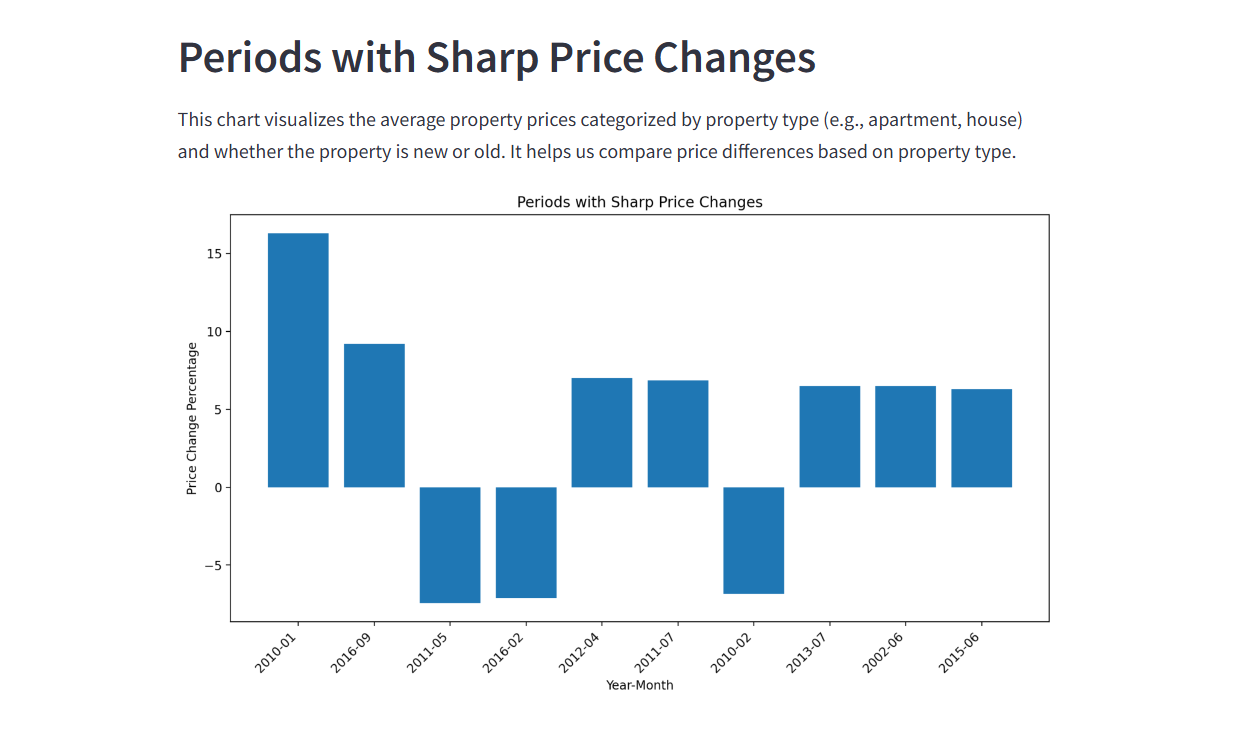 Periods with Sharp Price Changes
This chart visualizes the average property prices categorized by property type (e.g., apartment, house)
and whether the property is new or old. It helps us compare price differences based on property type.
Periods with Sharp Price Changes
Price Change Percentage
15
10
5
0
−5
2010-01
2016-09
2011-05
2016-02
2012-04
2011-07
2010-02
2013-07
2002-06
2015-06
Year-Month